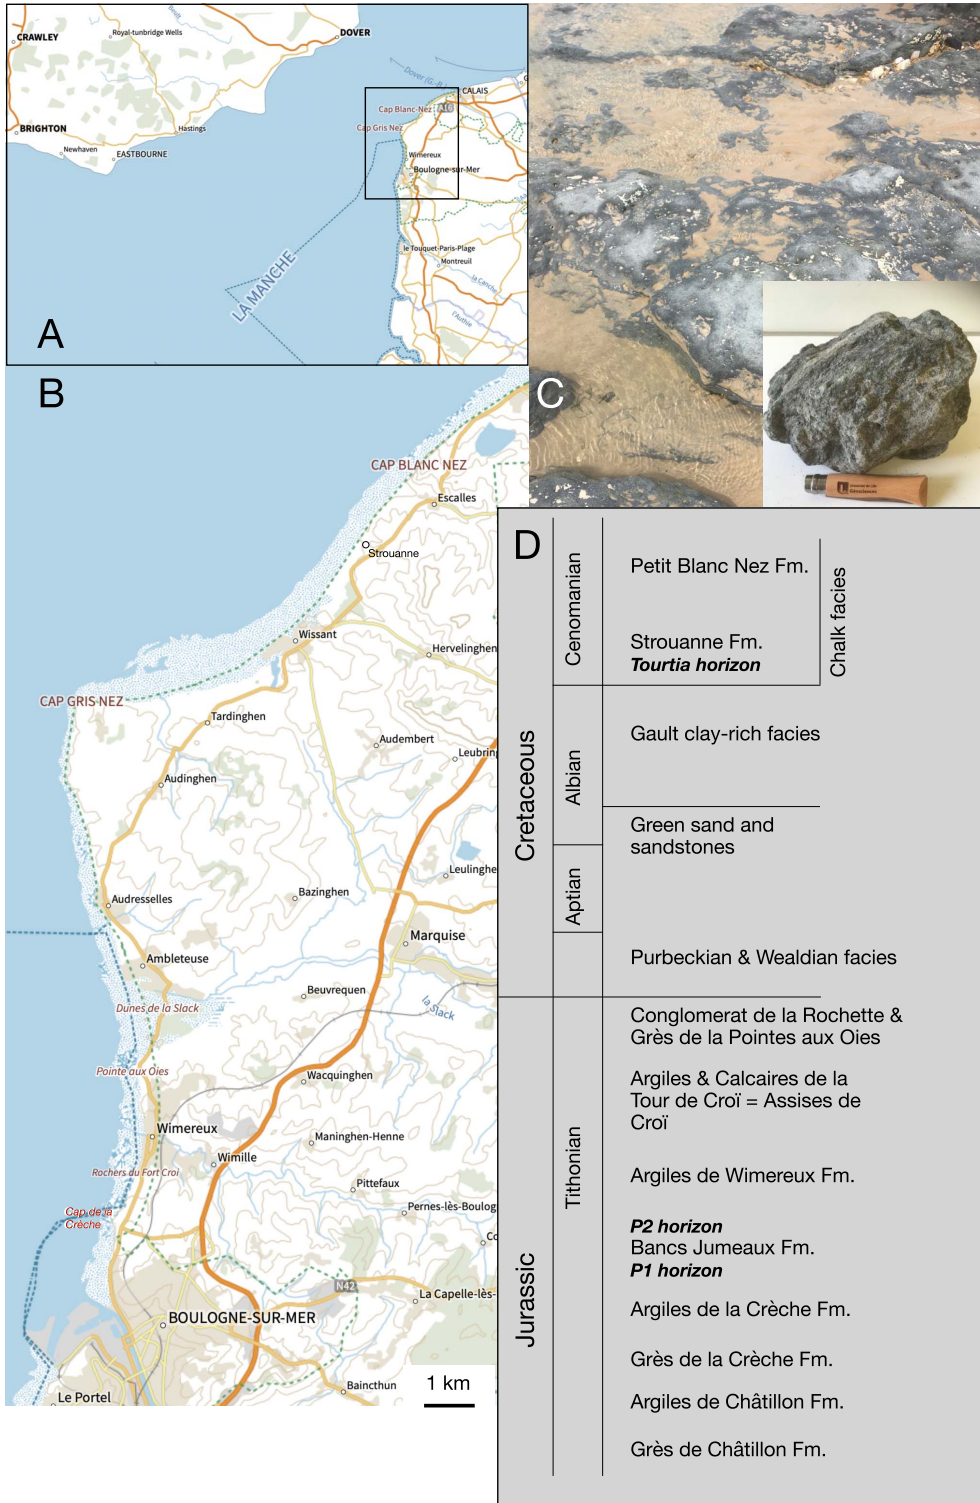 CRAWLEY
Royal-tunbridge Wells
DOVER
BRIGHTON
Newhaven
EASTBOURNE
Hastings
CALAIS
Cap Blanc-Nez
A16
Cap Gris Nez
Wimereux
Boulogne-sur-Mer
le Touquet-Paris-Plage
Montreuil
la Canche
l'Authie
LA MANCHE
A
B
CAP BLANC NEZ
Escalles
Strouanne
Wissant
Hervelinghen
CAP GRIS NEZ
Tardinghen
Audembert
Leubring
Audinghen
Leulinghe
Bazinghen
Audresselles
Marquise
Ambleteuse
Beuvrequen
Dunes de la Slack
la Slack
Pointe aux Oies
Wacquinghen
Wimereux
Maninghen-Henne
Wimille
Rochers du Fort Croi
Pittefaux
Cap de la
Crèche
Pernes-lès-Boulog
Co
N42
La Capelle-lès-
BOULOGNE-SUR-MER
Baincthun
Le Portel
1 km
C
D
Cretaceous
Jurassic
Cenomanian
Albian
Aptian
Tithonian
Petit Blanc Nez Fm.
Strouanne Fm.
Tourtia horizon
Chalk facies
Gault clay-rich facies
Green sand and
sandstones
Purbeckian & Wealdian facies
Conglomerat de la Rochette &
Grès de la Pointes aux Oies
Argiles & Calcaires de la
Tour de Croï = Assises de
Croï
Argiles de Wimereux Fm.
P2 horizon
Bancs Jumeaux Fm.
P1 horizon
Argiles de la Crèche Fm.
Grès de la Crèche Fm.
Argiles de Châtillon Fm.
Grès de Châtillon Fm.